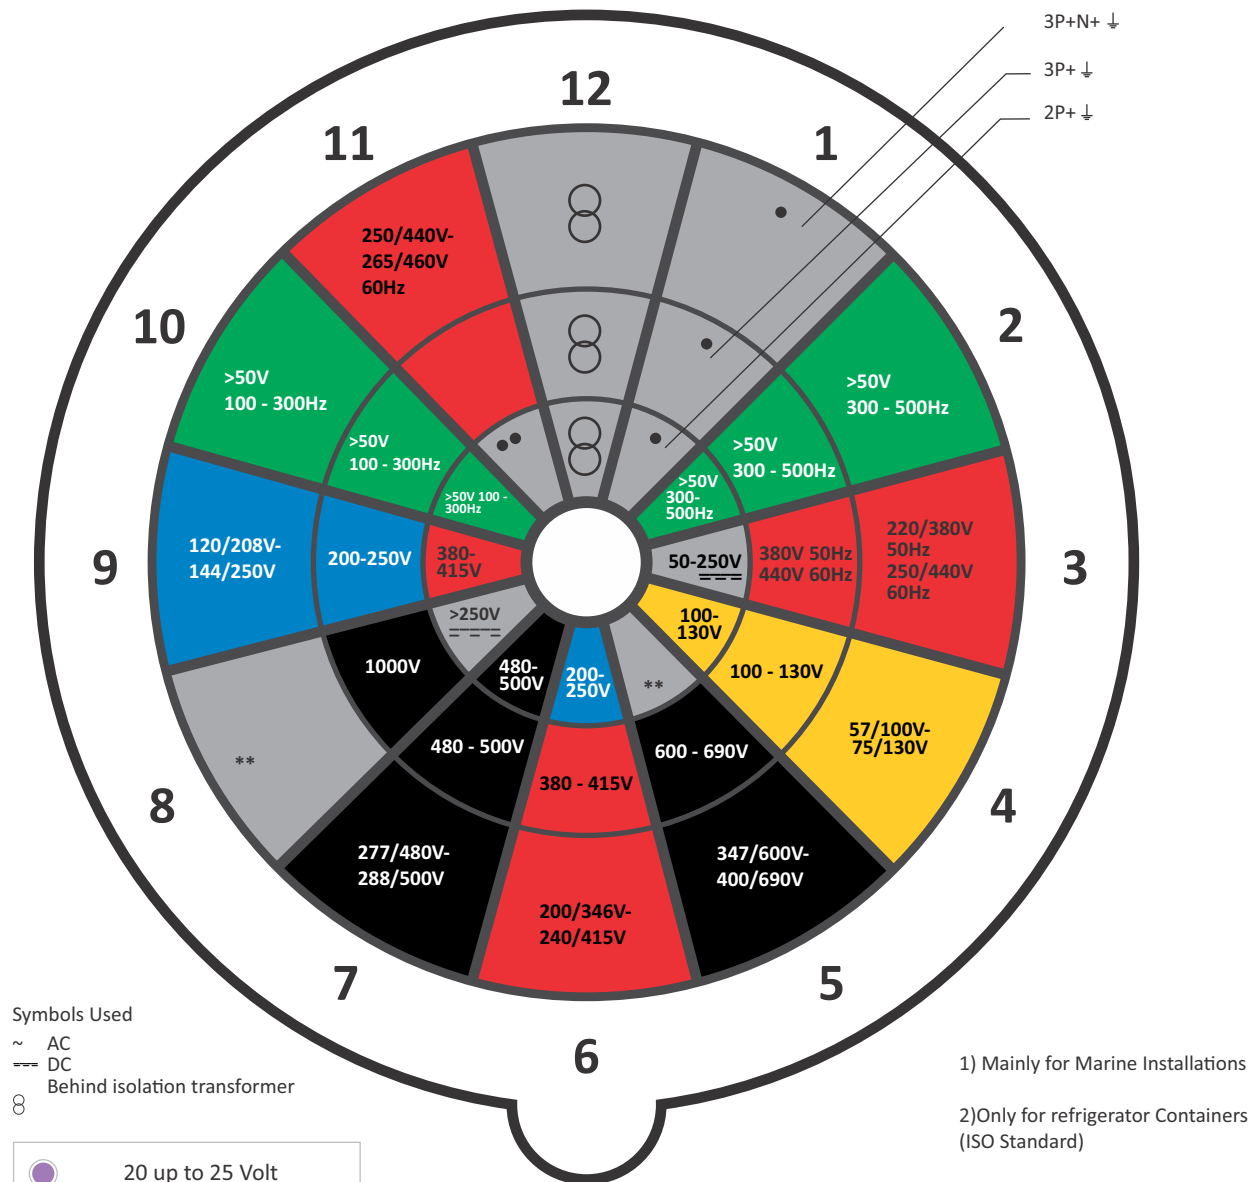 3P+N+
3P+
2P+
12
1
2
3
4
5
6
7
8
9
10
11
250/440V-
265/460V
60Hz
>50V
100 - 300Hz
>50V
100 - 300Hz
>50V 100 -
300Hz
>50V
300 - 500Hz
>50V
300 - 500Hz
>50V
300-
500Hz
120/208V-
144/250V
200-250V
380-
415V
50-250V
380V 50Hz
440V 60Hz
220/380V
50Hz
250/440V
60Hz
>250V
1000V
**
480-
500V
480 - 500V
277/480V-
288/500V
200-
250V
380 - 415V
200/346V-
240/415V
**
600 - 690V
347/600V-
400/690V
100-
130V
100 - 130V
57/100V-
75/130V
Symbols Used
~ AC
DC
Behind isolation transformer
20 up to 25 Volt
1) Mainly for Marine Installations
2)Only for refrigerator Containers
(ISO Standard)